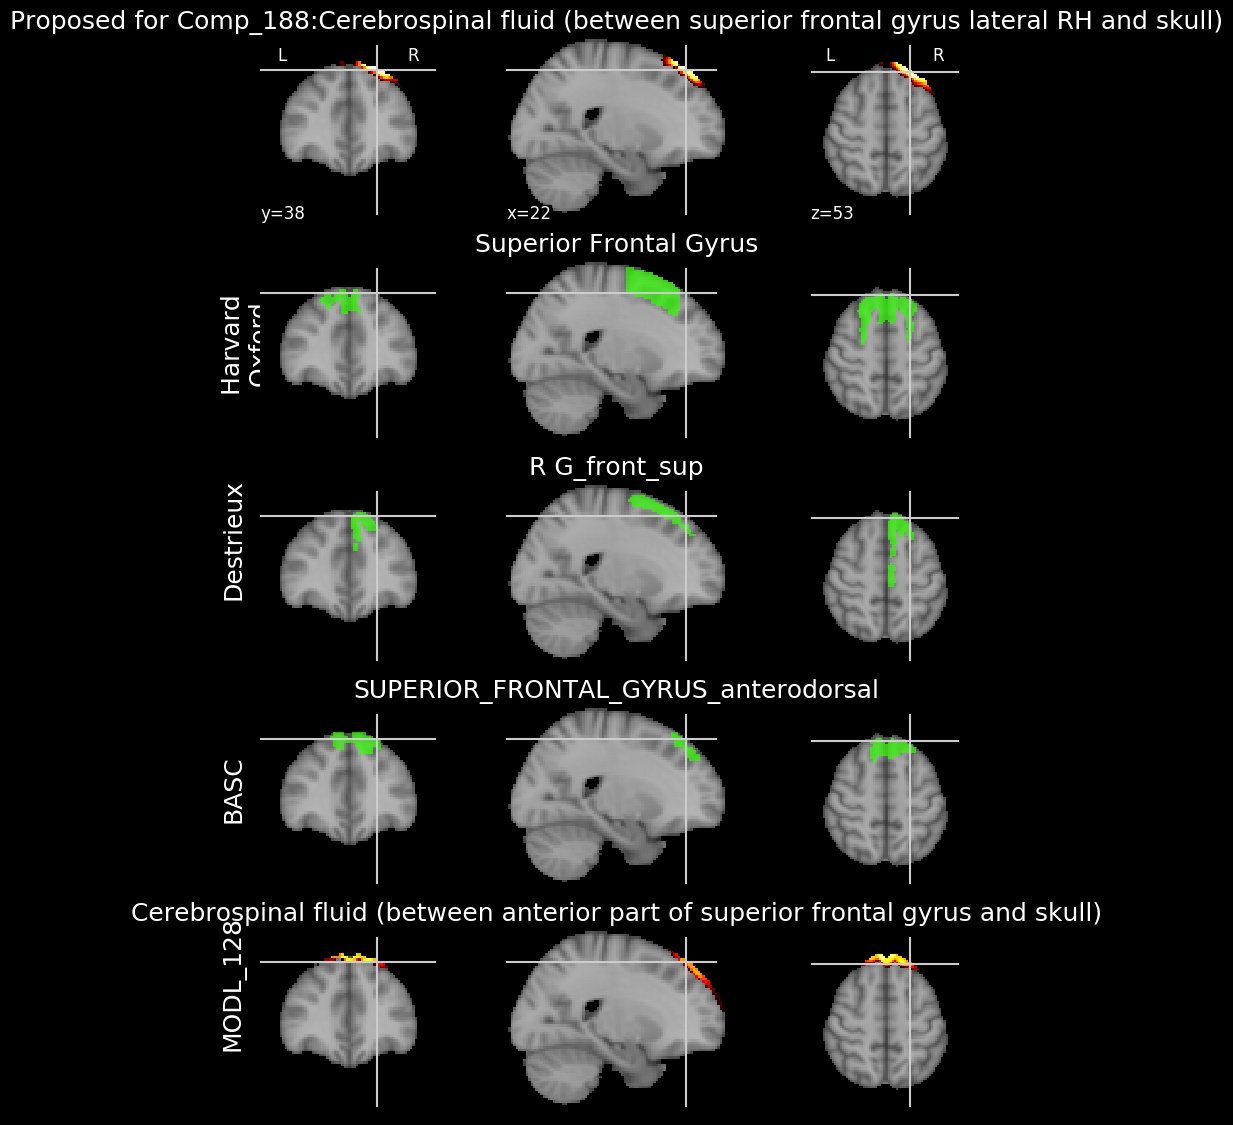 Proposed for Comp_188:Cerebrospinal fluid (between superior frontal gyrus lateral RH and skull)
L R L R
y=38 x=22 z=53
Superior Frontal Gyrus
Harvard
Oxford
R G_front_sup
Destrieux
SUPERIOR_FRONTAL_GYRUS_anterodorsal
BASC
Cerebrospinal fluid (between anterior part of superior frontal gyrus and skull)
MODL_128